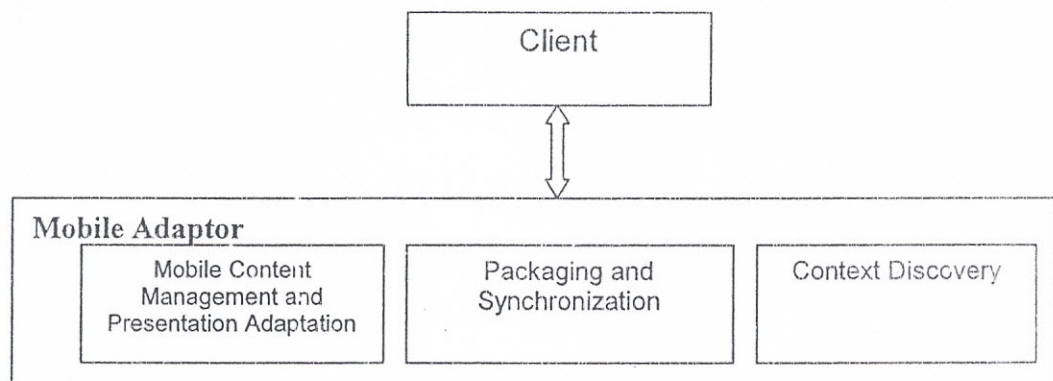 Client
Mobile Adaptor
Mobile Content
Management and
Presentation Adaptation
Packaging and
Synchronization
Context Discovery